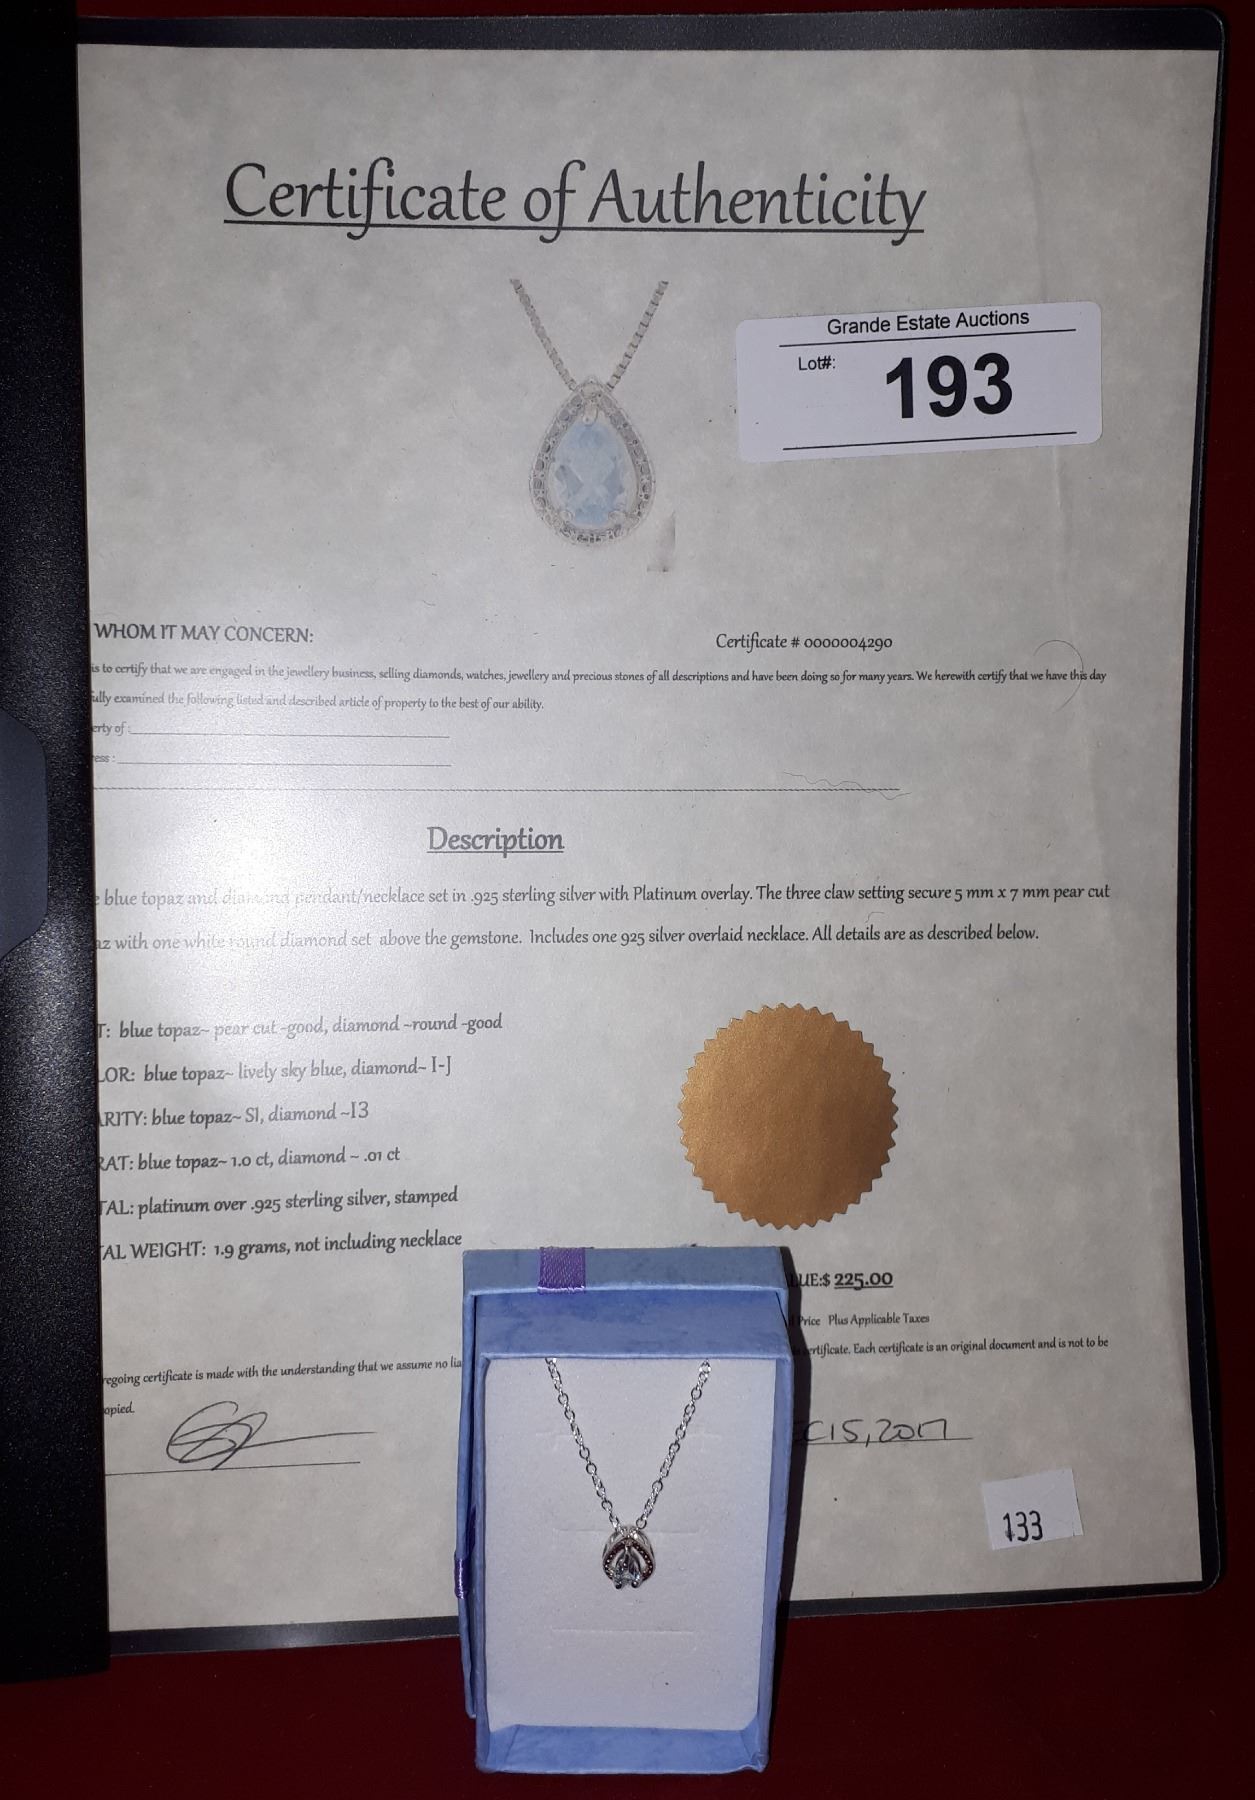 Certificate of Authenticity
Grande Estate Auctions
Lot#:
193
WHOM IT MAY CONCERN:
Certificate # 0000004290
is to certify that we are engaged in the jewellery business, selling diamonds, watches, jewellery and precious stones of all descriptions and have been doing so for many years. We herewith certify that we have this day
ully examined the following listed and described article of property to the best of our ability.
erty of :
ess :
Description
e blue topaz and diamond pendant/necklace set in .925 sterling silver with Platinum overlay. The three claw setting secure 5 mm x 7 mm pear cut
az with one white round diamond set above the gemstone. Includes one 925 silver overlaid necklace. All details are as described below.
T: blue topaz~ pear cut -good, diamond ~round -good
LOR: blue topaz~ lively sky blue, diamond~ I-J
ARITY: blue topaz~ SI, diamond ~I3
RAT: blue topaz~ 1.0 ct, diamond ~ .01 ct
TAL: platinum over .925 sterling silver, stamped
TAL WEIGHT: 1.9 grams, not including necklace
LUE:$ 225.00
Price Plus Applicable Taxes
regoing certificate is made with the understanding that we assume no lia
ertificate. Each certificate is an original document and is not to be
opied.
C 15, 2017
133